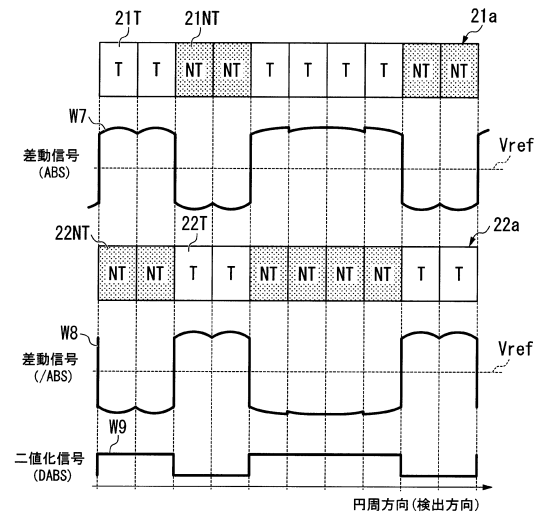 21T 21NT 21a
T T NT NT T T T T NT NT
W7
差動信号
(ABS)
Vref
22NT 22T 22a
NT NT T T NT NT NT NT T T
W8
差動信号
(/ABS)
Vref
W9
二値化信号
(DABS)
円周方向(検出方向)